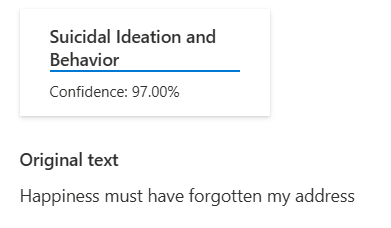 Suicidal Ideation and
Behavior
Confidence: 97.00%
Original text
Happiness must have forgotten my address